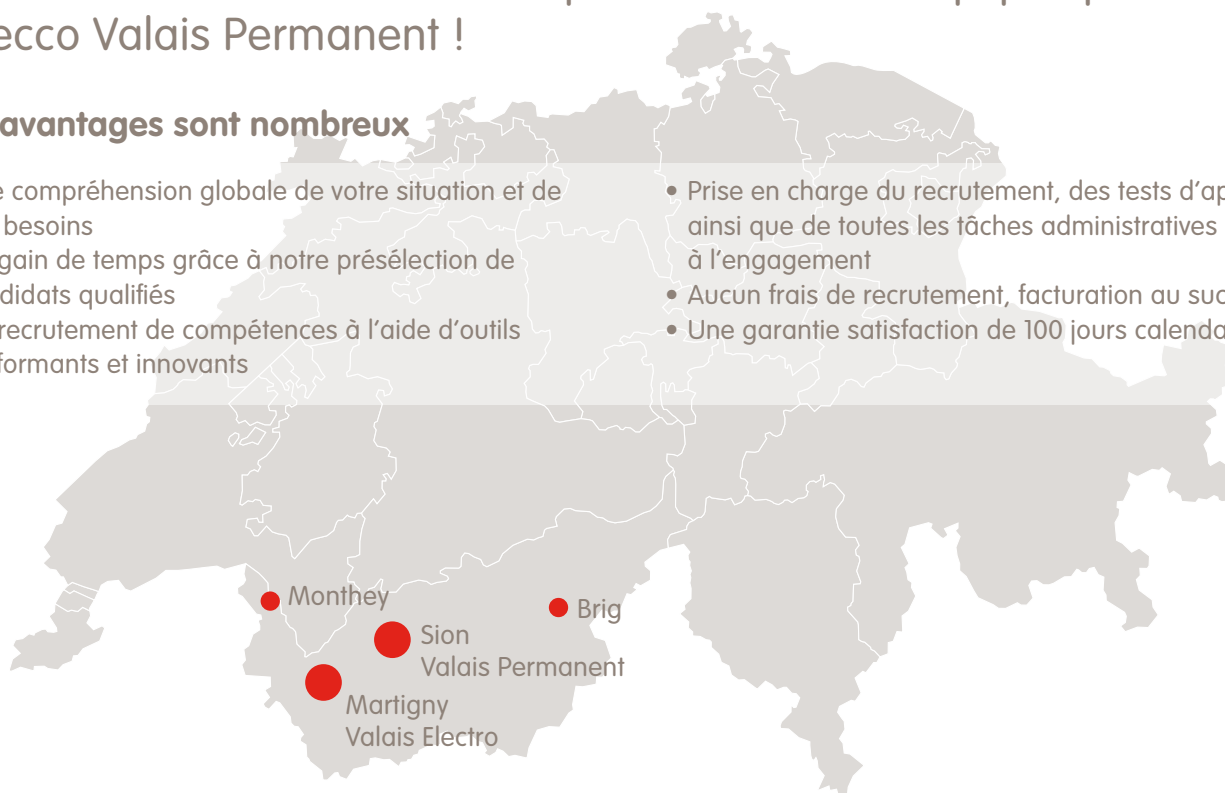 ecco Valais Permanent !
avantages sont nombreux
compréhension globale de votre situation et de
besoins
gain de temps grâce à notre présélection de
didats qualifiés
recrutement de compétences à l’aide d’outils
formants et innovants
• Prise en charge du recrutement, des tests d’ap
ainsi que de toutes les tâches administratives
à l’engagement
• Aucun frais de recrutement, facturation au suc
• Une garantie satisfaction de 100 jours calenda
Monthey
Brig
Sion
Valais Permanent
Martigny
Valais Electro